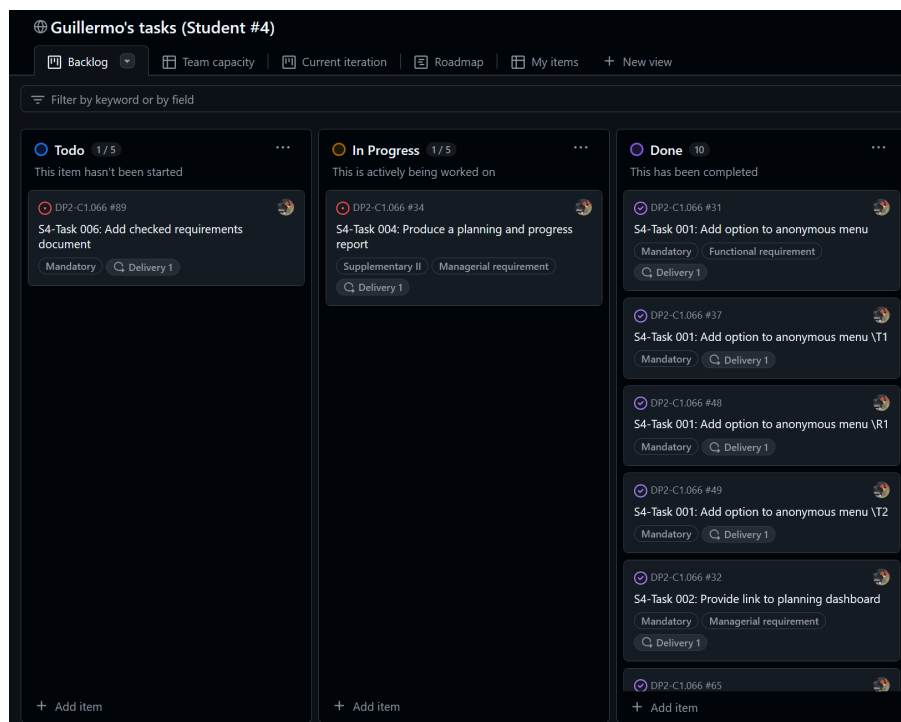 Guillermo's tasks (Student #4)
Backlog
Team capacity
Current iteration
Roadmap
My items
+ New view
Filter by keyword or by field
Todo 1 / 5 ...
This item hasn't been started
DP2-C1.066 #89
S4-Task 006: Add checked requirements
document
Mandatory Delivery 1
+ Add item
In Progress 1 / 5 ...
This is actively being worked on
DP2-C1.066 #34
S4-Task 004: Produce a planning and progress
report
Supplementary II Managerial requirement
Delivery 1
+ Add item
Done 10 ...
This has been completed
DP2-C1.066 #31
S4-Task 001: Add option to anonymous menu
Mandatory Functional requirement
Delivery 1
DP2-C1.066 #37
S4-Task 001: Add option to anonymous menu \T1
Mandatory Delivery 1
DP2-C1.066 #48
S4-Task 001: Add option to anonymous menu \R1
Mandatory Delivery 1
DP2-C1.066 #49
S4-Task 001: Add option to anonymous menu \T2
Mandatory Delivery 1
DP2-C1.066 #32
S4-Task 002: Provide link to planning dashboard
Mandatory Managerial requirement
Delivery 1
DP2-C1.066 #65
+ Add item